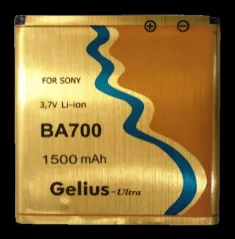 FOR SONY
3,7V Li-ion
BA700
1500 mAh
Gelius-Ultra